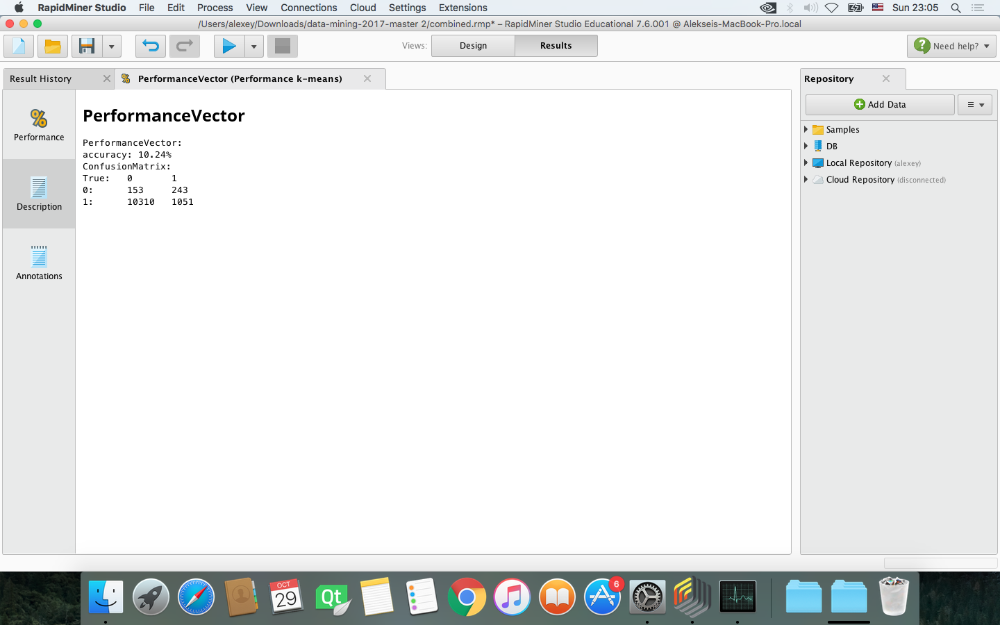 RapidMiner Studio File Edit Process View Connections Cloud Settings Extensions Sun 23:05
/Users/alexey/Downloads/data-mining-2017-master 2/combined.rmp* – RapidMiner Studio Educational 7.6.001 @ Alekseis-MacBook-Pro.local
Views: Design Results Need help?
Result History PerformanceVector (Performance k-means) Repository
Add Data
Samples
DB
Local Repository (alexey)
Cloud Repository (disconnected)
Performance
Description
Annotations
PerformanceVector
PerformanceVector:
accuracy: 10.24%
ConfusionMatrix:
True: 0 1
0: 153 243
1: 10310 1051
OCT
29
Qt
6